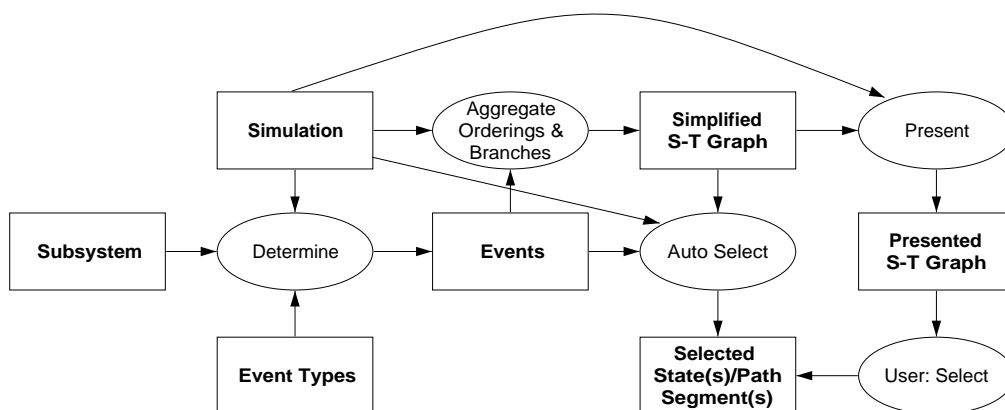 Simulation
Aggregate
Orderings &
Branches
Simplified
S-T Graph
Present
Subsystem
Determine
Events
Auto Select
Presented
S-T Graph
Event Types
Selected
State(s)/Path
Segment(s)
User: Select